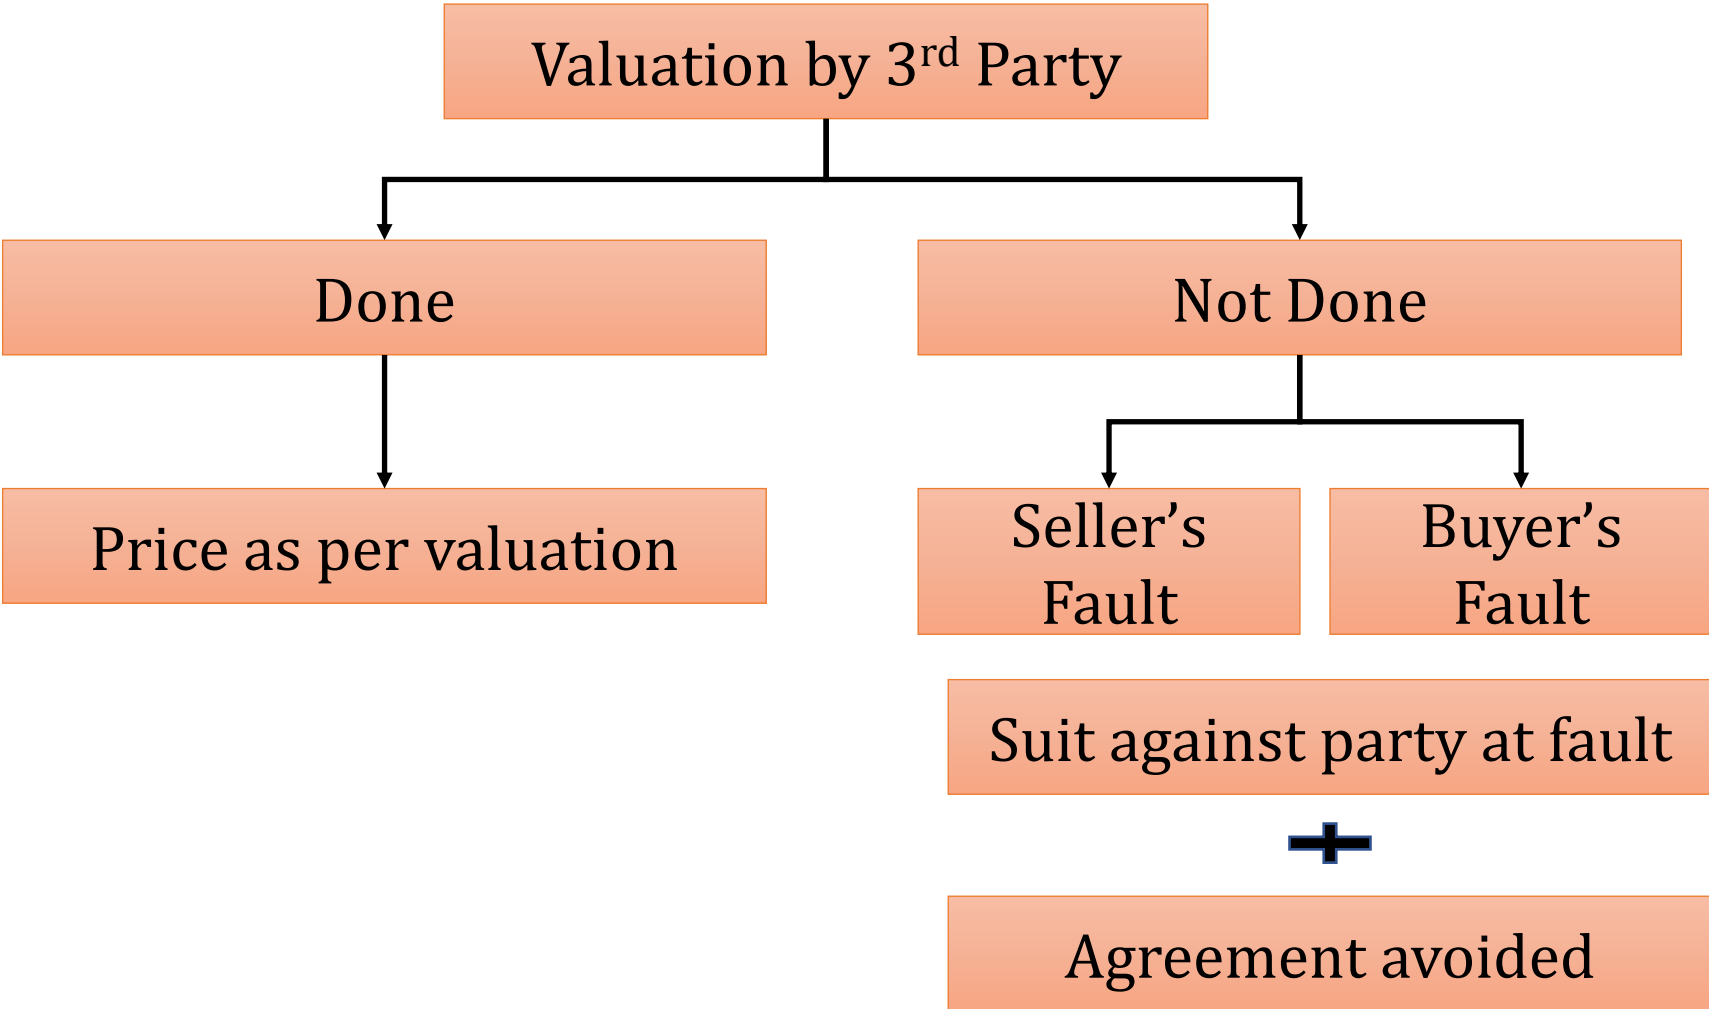 Valuation by 3rd Party
Done
Not Done
Price as per valuation
Seller’s
Fault
Buyer’s
Fault
Suit against party at fault
Agreement avoided